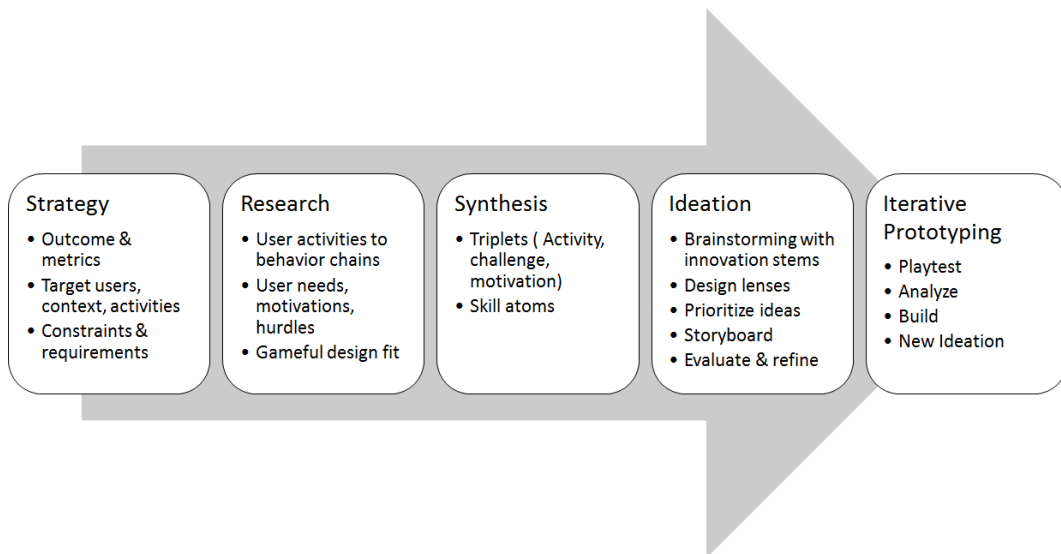 Strategy
• Outcome &
metrics
• Target users,
context, activities
• Constraints &
requirements
Research
• User activities to
behavior chains
• User needs,
motivations,
hurdles
• Gameful design fit
Synthesis
• Triplets ( Activity,
challenge,
motivation)
• Skill atoms
Ideation
• Brainstorming with
innovation stems
• Design lenses
• Prioritize ideas
• Storyboard
• Evaluate & refine
Iterative
Prototyping
• Playtest
• Analyze
• Build
• New Ideation